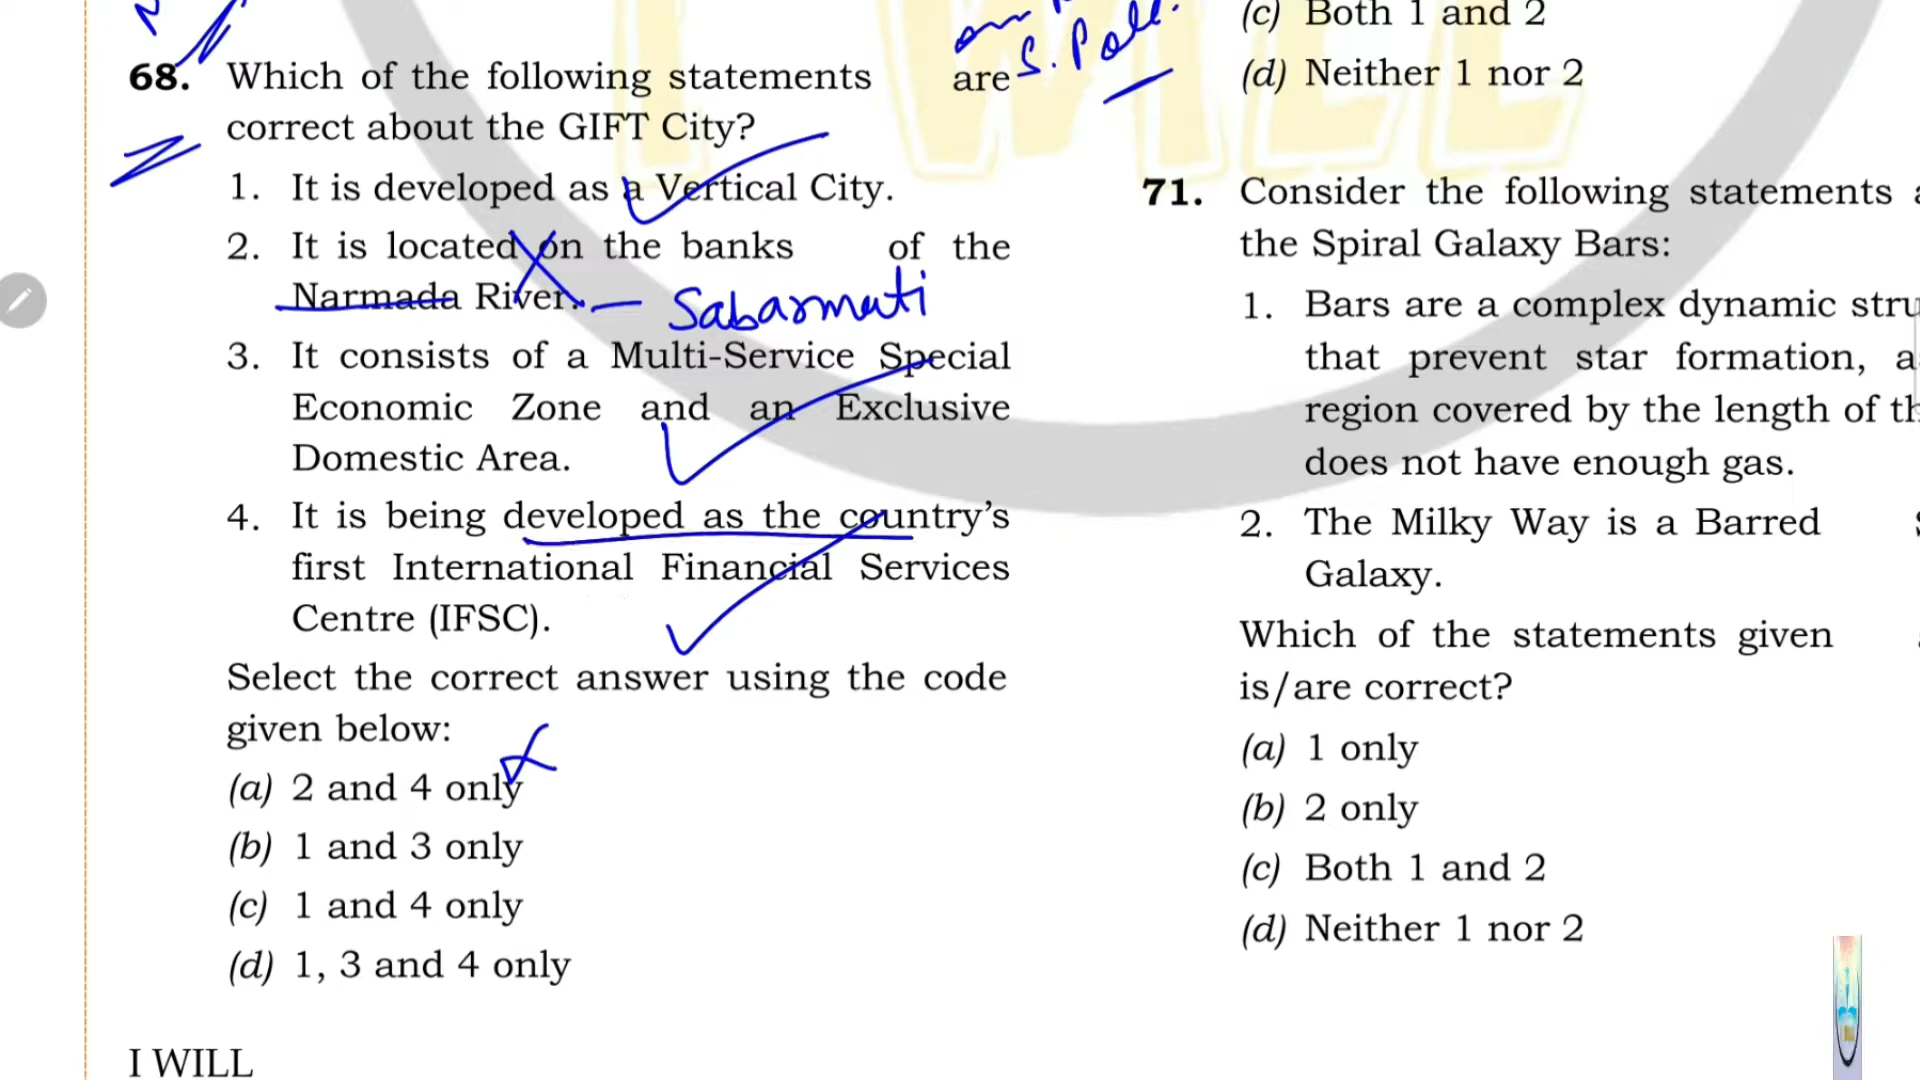 68. Which of the following statements are
correct about the GIFT City?
1. It is developed as a Vertical City.
2. It is located on the banks of the
Narmada River. — Sabarmati
3. It consists of a Multi-Service Special
Economic Zone and an Exclusive
Domestic Area.
4. It is being developed as the country's
first International Financial Services
Centre (IFSC).
Select the correct answer using the code
given below:
(a) 2 and 4 only
(b) 1 and 3 only
(c) 1 and 4 only
(d) 1, 3 and 4 only
I WILL
S. Pole.
(c) Both 1 and 2
(d) Neither 1 nor 2
71. Consider the following statements
the Spiral Galaxy Bars:
1. Bars are a complex dynamic stru
that prevent star formation, a
region covered by the length of th
does not have enough gas.
2. The Milky Way is a Barred
Galaxy.
Which of the statements given
is/are correct?
(a) 1 only
(b) 2 only
(c) Both 1 and 2
(d) Neither 1 nor 2